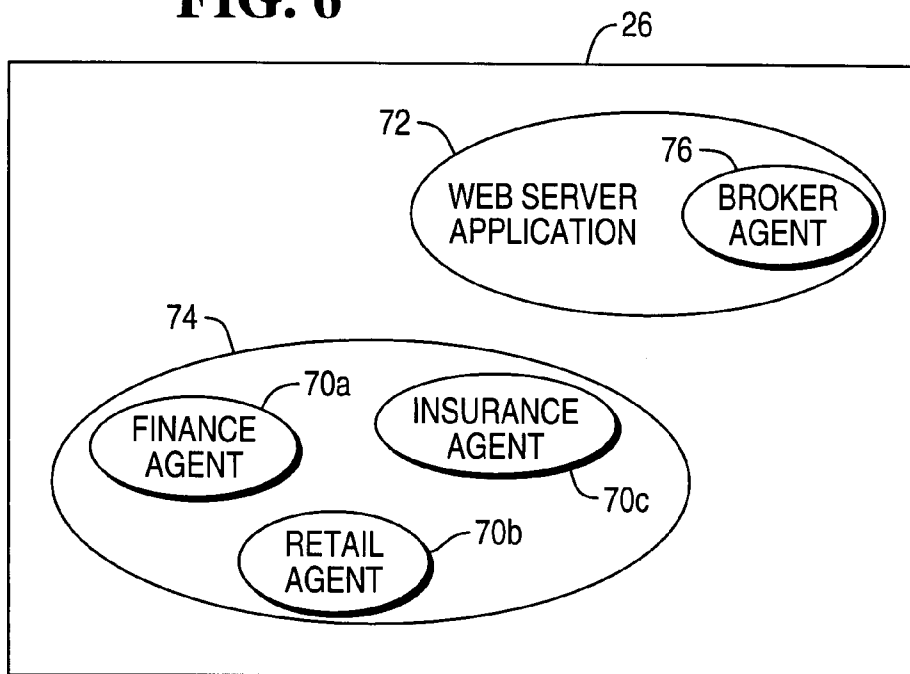 FIG. 6
26
72
76
WEB SERVER
APPLICATION
BROKER
AGENT
74
70a
FINANCE
AGENT
INSURANCE
AGENT
70c
70b
RETAIL
AGENT